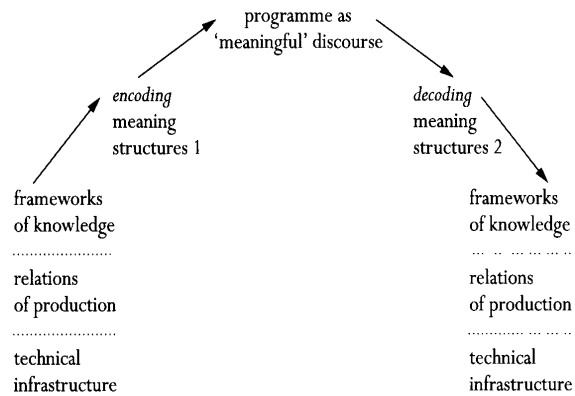 programme as
‘meaningful’ discourse
encoding
meaning
structures 1
decoding
meaning
structures 2
frameworks
of knowledge
relations
of production
technical
infrastructure
frameworks
of knowledge
relations
of production
technical
infrastructure